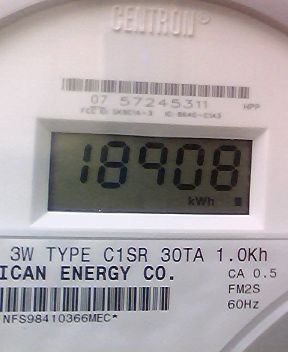 CENTRON®
07 57245311 HPP
18908
kWh
3W TYPE C1SR 30TA 1.0Kh
ICAN ENERGY CO. CA 0.5
FM2S
60Hz
NFS98410366MEC*